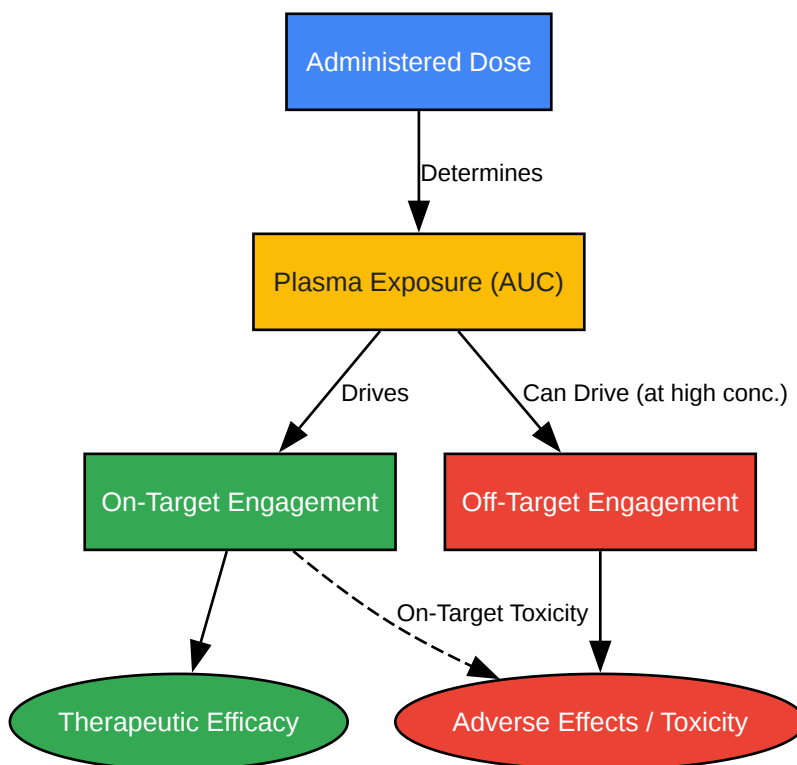 Administered Dose
Determines
Plasma Exposure (AUC)
Drives
Can Drive (at high conc.)
On-Target Engagement
Off-Target Engagement
On-Target Toxicity
Therapeutic Efficacy
Adverse Effects / Toxicity